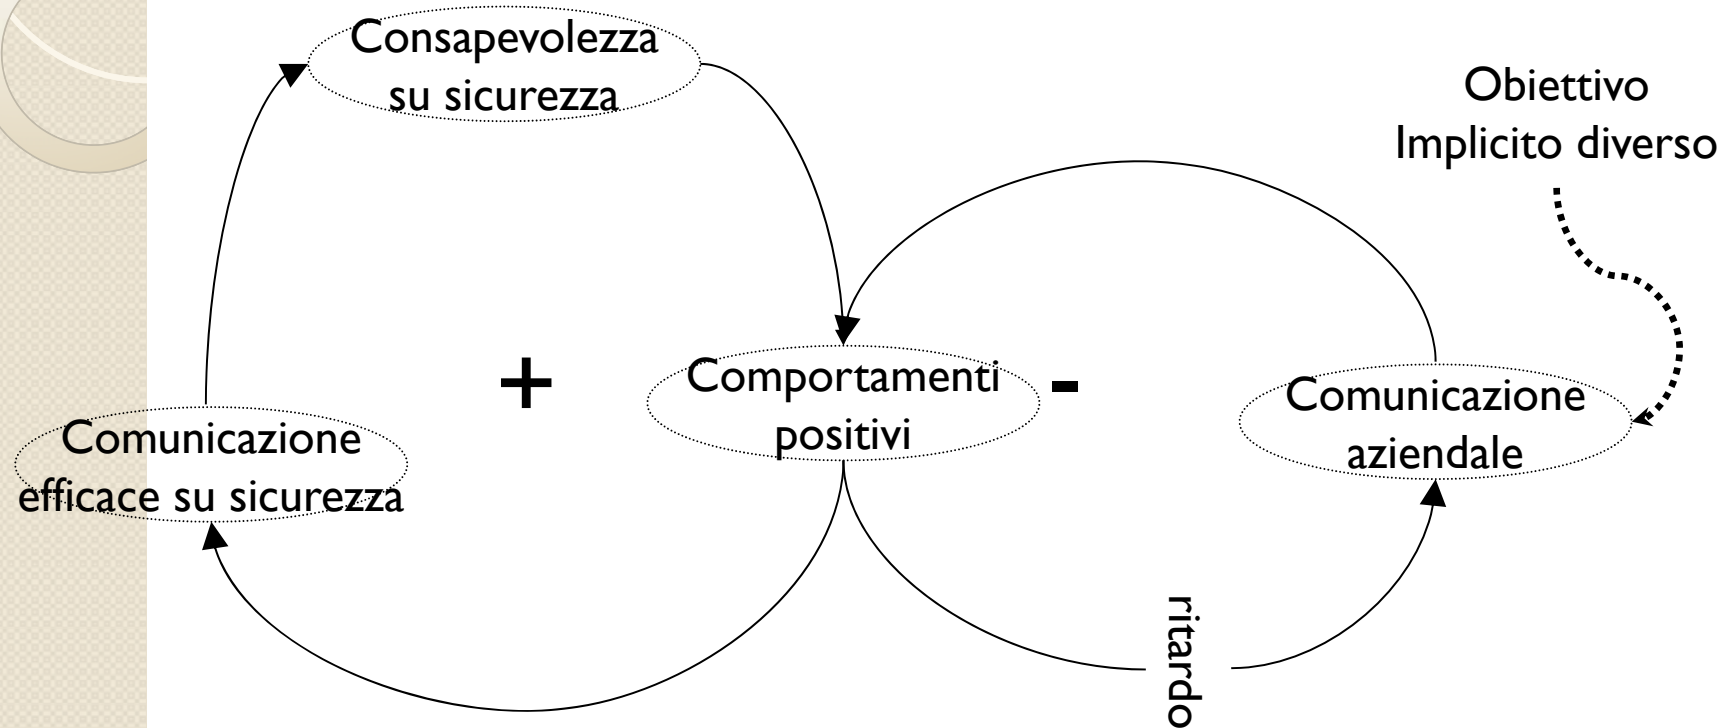 Consapevolezza
su sicurezza
Obiettivo
Implicito diverso
+
Comportamenti
positivi
-
Comunicazione
aziendale
Comunicazione
efficace su sicurezza
ritardo